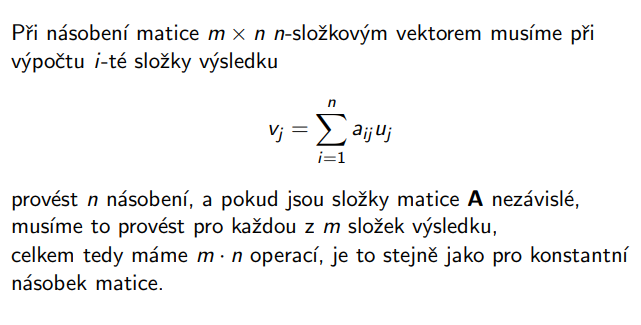 Při násobení matice m × n n-složkovým vektorem musíme při
výpočtu i-té složky výsledku
v_j = \sum_{i=1}^{n} a_{ij} u_j
provést n násobení, a pokud jsou složky matice A nezávislé,
musíme to provést pro každou z m složek výsledku,
celkem tedy máme m · n operací, je to stejně jako pro konstantní
násobek matice.